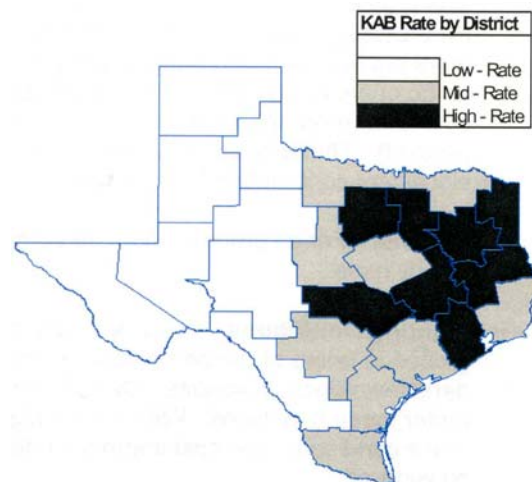 KAB Rate by District
Low - Rate
Mid - Rate
High - Rate